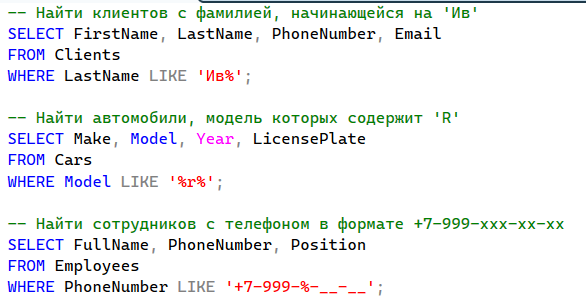 -- Найти клиентов с фамилией, начинающейся на 'Ив'
SELECT FirstName, LastName, PhoneNumber, Email
FROM Clients
WHERE LastName LIKE 'Ив%';
-- Найти автомобили, модель которых содержит 'R'
SELECT Make, Model, Year, LicensePlate
FROM Cars
WHERE Model LIKE '%r%';
-- Найти сотрудников с телефоном в формате +7-999-xxx-xx-xx
SELECT FullName, PhoneNumber, Position
FROM Employees
WHERE PhoneNumber LIKE '+7-999-%-__-__';